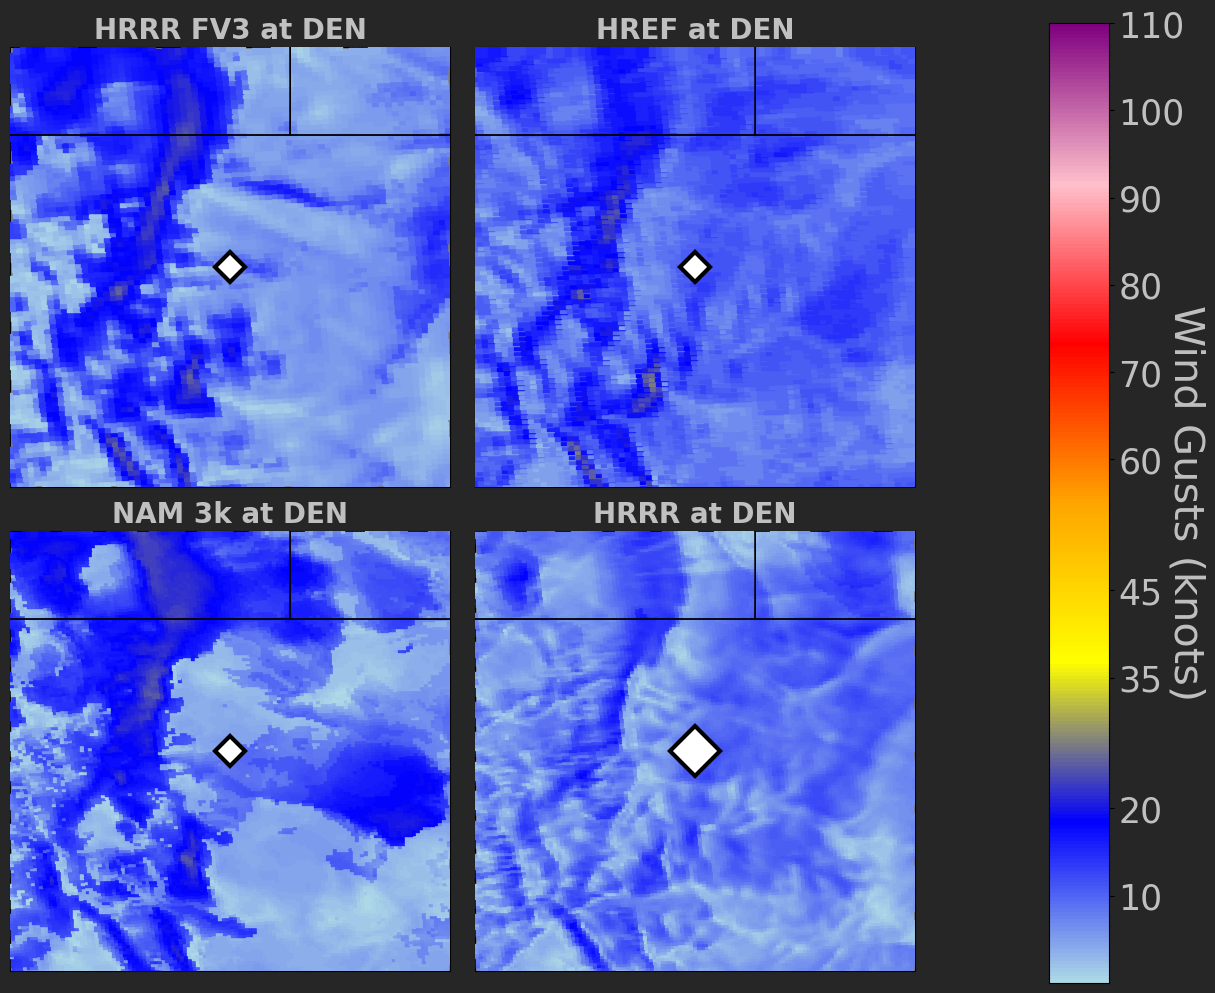 HRRR FV3 at DEN
HREF at DEN
NAM 3k at DEN
HRRR at DEN
110
100
90
80
70
60
45
35
20
10
Wind Gusts (knots)